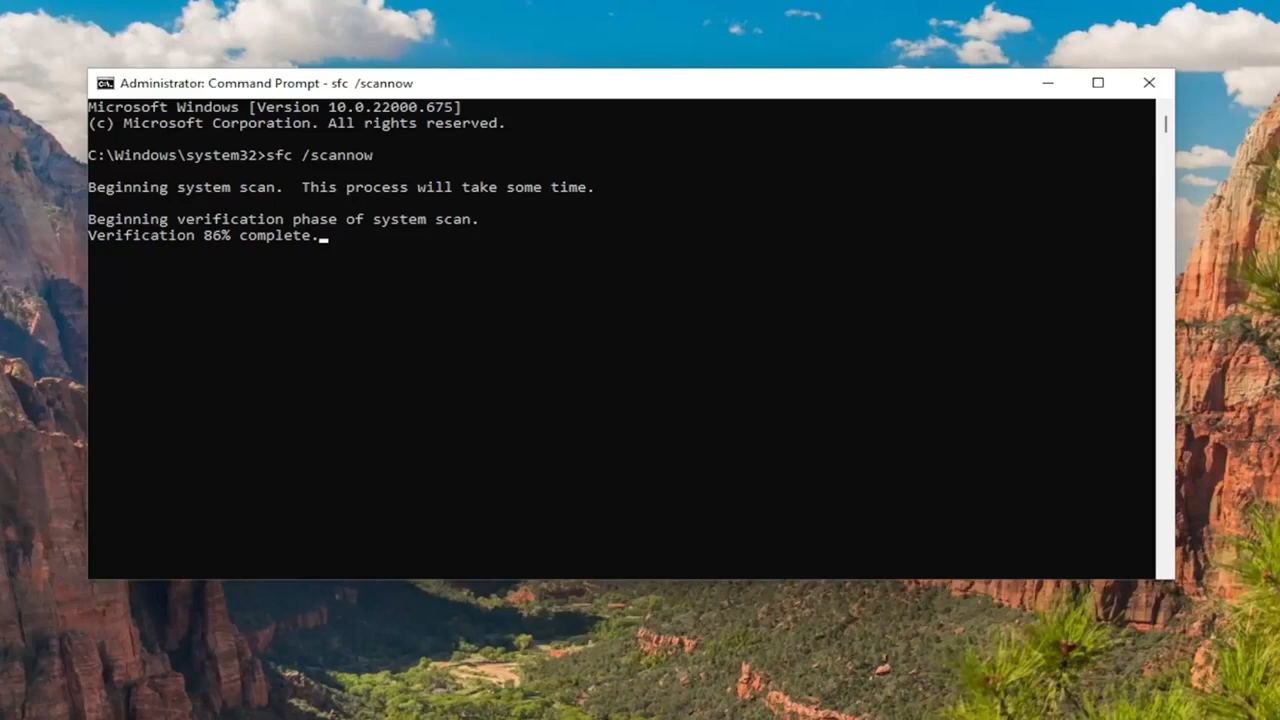 Administrator: Command Prompt - sfc  /scannow
Microsoft Windows [Version 10.0.22000.675]
(c) Microsoft Corporation. All rights reserved.
C:\Windows\system32>sfc /scannow
Beginning system scan.  This process will take some time.
Beginning verification phase of system scan.
Verification 86% complete.